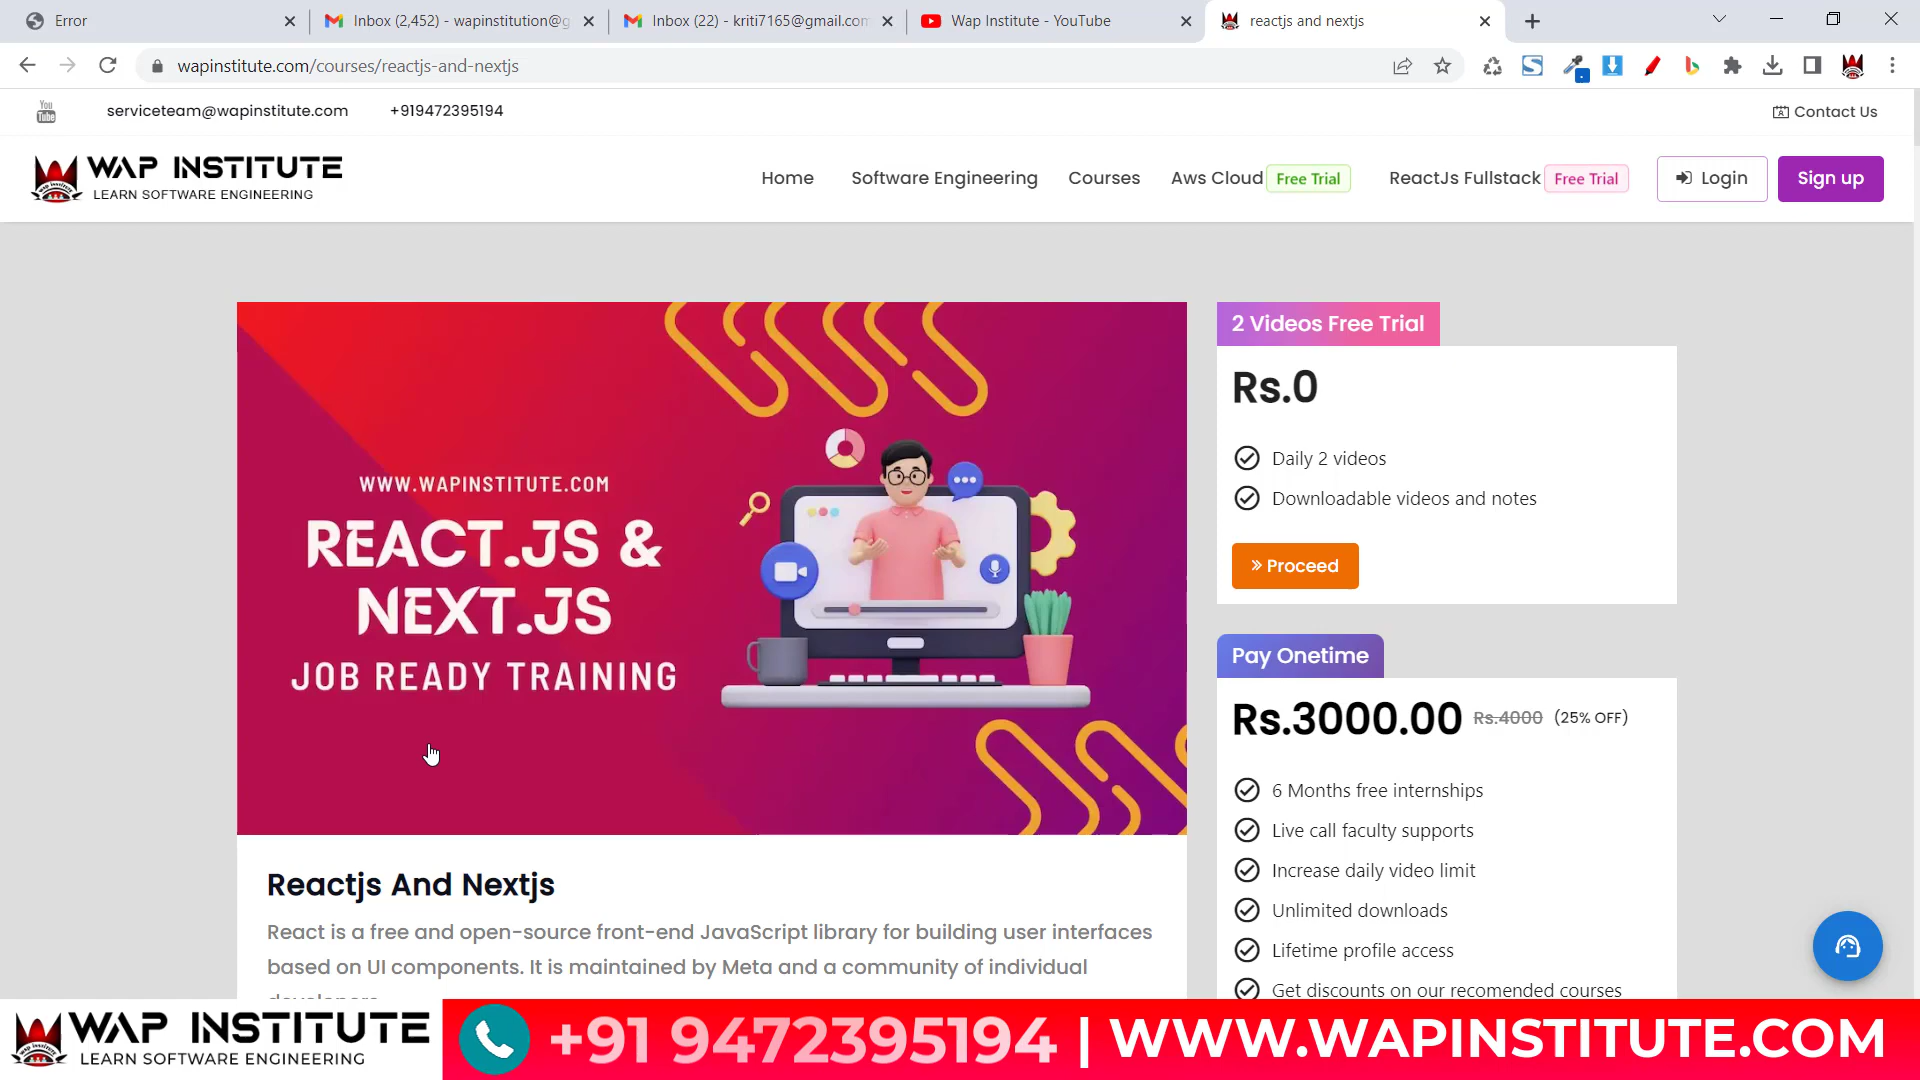 Error
Inbox (2,452) - wapinstitution@g
Inbox (22) - kriti7165@gmail.com
Wap Institute - YouTube
reactjs and nextjs
wapinstitute.com/courses/reactjs-and-nextjs
You Tube
serviceteam@wapinstitute.com
+919472395194
Contact Us
WAP INSTITUTE
LEARN SOFTWARE ENGINEERING
Home
Software Engineering
Courses
Aws Cloud Free Trial
ReactJs Fullstack Free Trial
Login
Sign up
WWW.WAPINSTITUTE.COM
REACT.JS &
NEXT.JS
JOB READY TRAINING
Reactjs And Nextjs
React is a free and open-source front-end JavaScript library for building user interfaces
based on UI components. It is maintained by Meta and a community of individual
2 Videos Free Trial
Rs.0
Daily 2 videos
Downloadable videos and notes
» Proceed
Pay Onetime
Rs.3000.00 Rs.4000 (25% OFF)
6 Months free internships
Live call faculty supports
Increase daily video limit
Unlimited downloads
Lifetime profile access
Get discounts on our recomended courses
WAP INSTITUTE
LEARN SOFTWARE ENGINEERING
+91 9472395194 | WWW.WAPINSTITUTE.COM